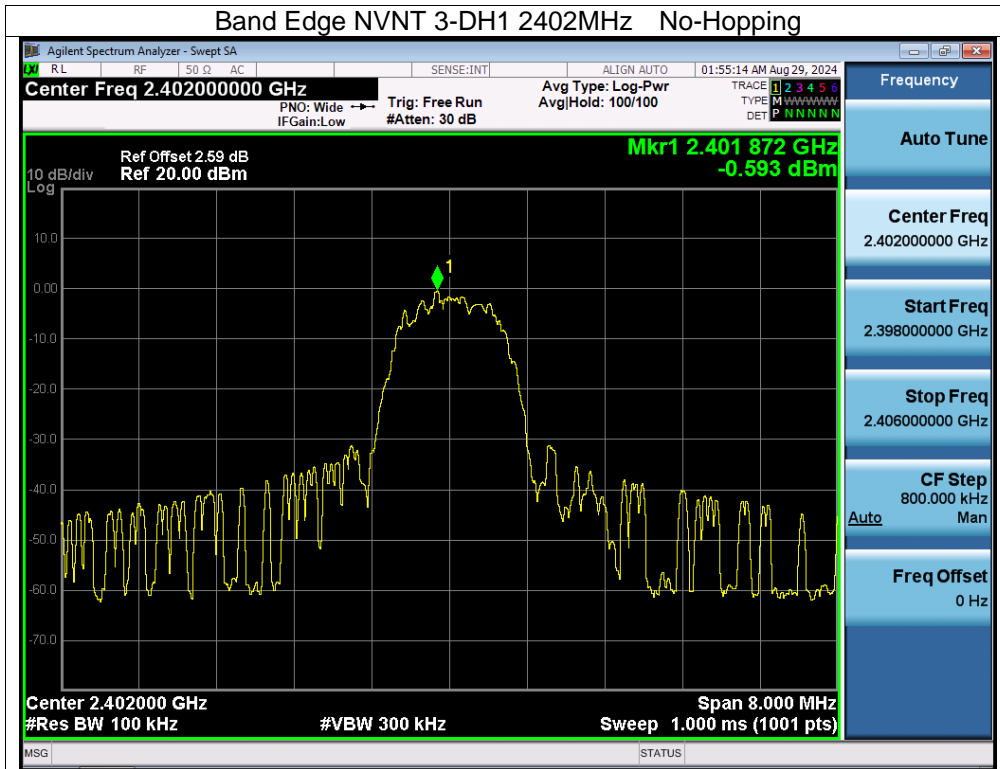 Band Edge NVNT 3-DH1 2402MHz No-Hopping
Agilent Spectrum Analyzer - Swept SA
LXI RL RF 50 Ω AC SENSE:INT ALIGN AUTO 01:55:14 AM Aug 29, 2024
Center Freq 2.402000000 GHz
PNO: Wide
IFGain:Low
Trig: Free Run
#Atten: 30 dB
Avg Type: Log-Pwr
Avg|Hold: 100/100
TRACE 1 2 3 4 5 6
TYPE M WWWWW
DET P N N N N N
Frequency
Auto Tune
Center Freq
2.402000000 GHz
Start Freq
2.398000000 GHz
Stop Freq
2.406000000 GHz
CF Step
800.000 kHz
Auto Man
Freq Offset
0 Hz
Mkr1 2.401 872 GHz
-0.593 dBm
Ref Offset 2.59 dB
10 dB/div Ref 20.00 dBm
Log
10.0
1
0.00
-10.0
-20.0
-30.0
-40.0
-50.0
-60.0
-70.0
Center 2.402000 GHz Span 8.000 MHz
#Res BW 100 kHz #VBW 300 kHz Sweep 1.000 ms (1001 pts)
MSG STATUS